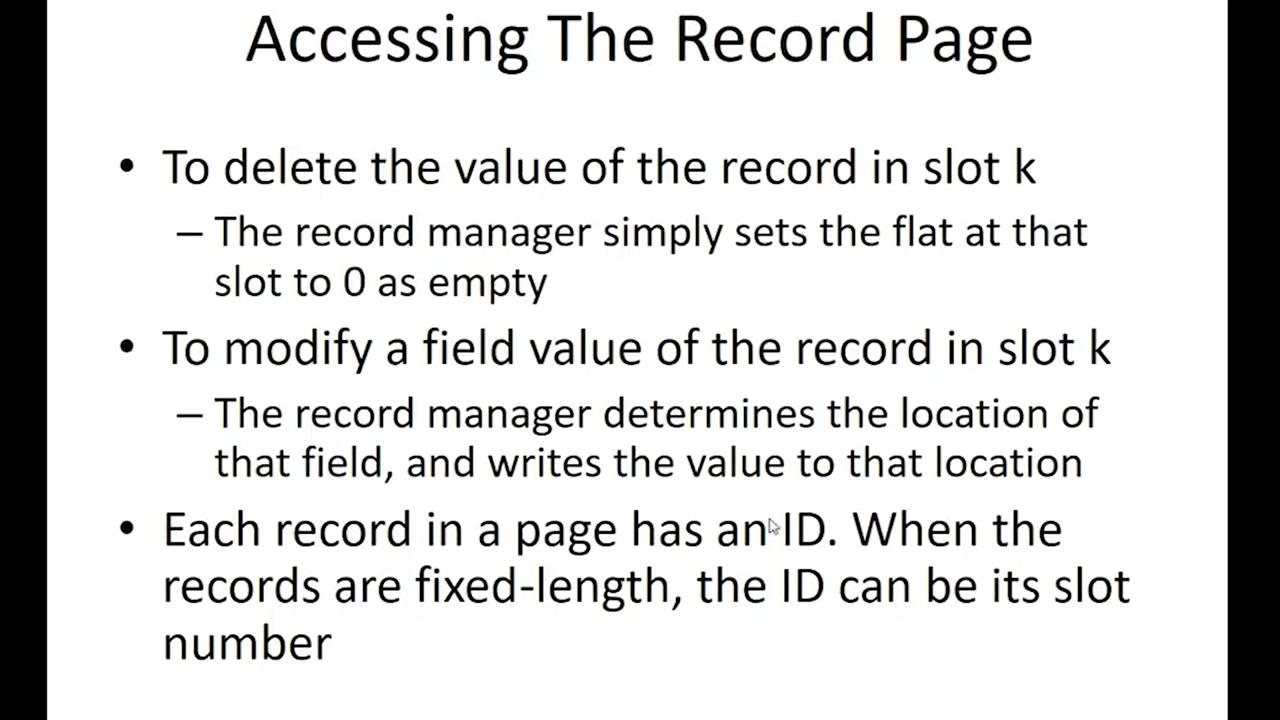 Accessing The Record Page
• To delete the value of the record in slot k
– The record manager simply sets the flat at that
slot to 0 as empty
• To modify a field value of the record in slot k
– The record manager determines the location of
that field, and writes the value to that location
• Each record in a page has an ID. When the
records are fixed-length, the ID can be its slot
number